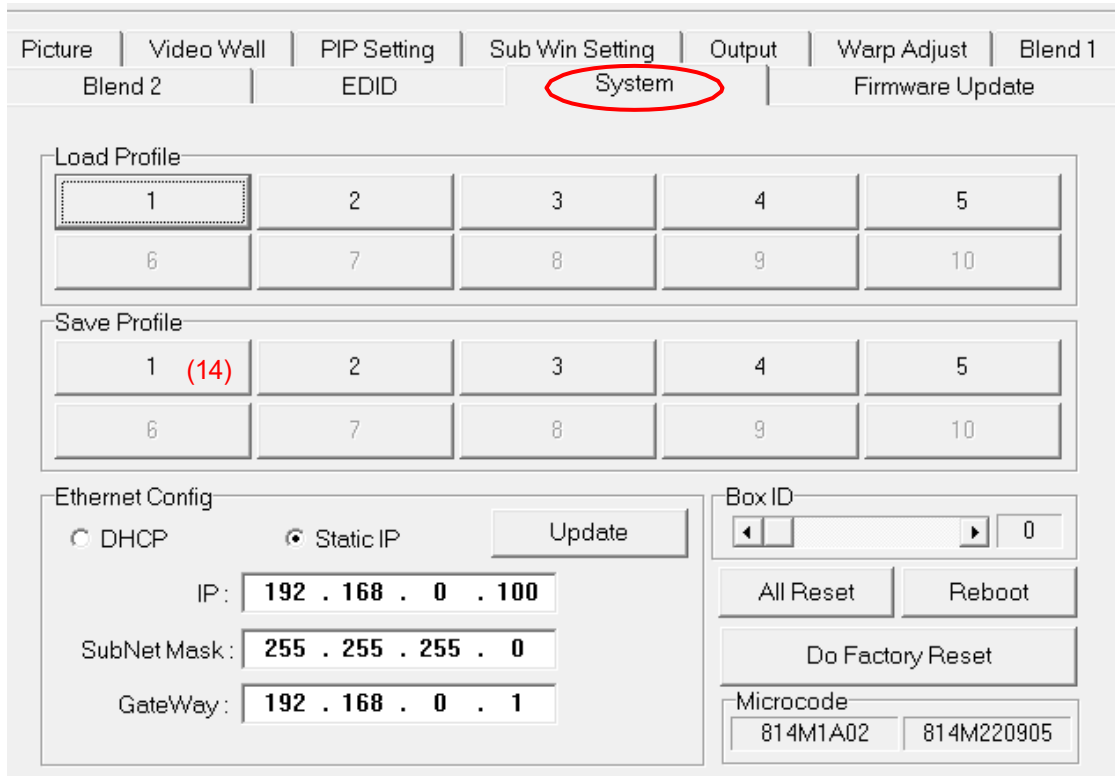 Picture Video Wall PIP Setting Sub Win Setting Output Warp Adjust Blend 1
Blend 2 EDID System Firmware Update
Load Profile
1 2 3 4 5
6 7 8 9 10
Save Profile
1 (14) 2 3 4 5
6 7 8 9 10
Ethernet Config
DHCP Static IP Update
IP : 192 . 168 . 0 . 100
SubNet Mask : 255 . 255 . 255 . 0
GateWay : 192 . 168 . 0 . 1
Box ID
0
All Reset Reboot
Do Factory Reset
Microcode
814M1A02 814M220905